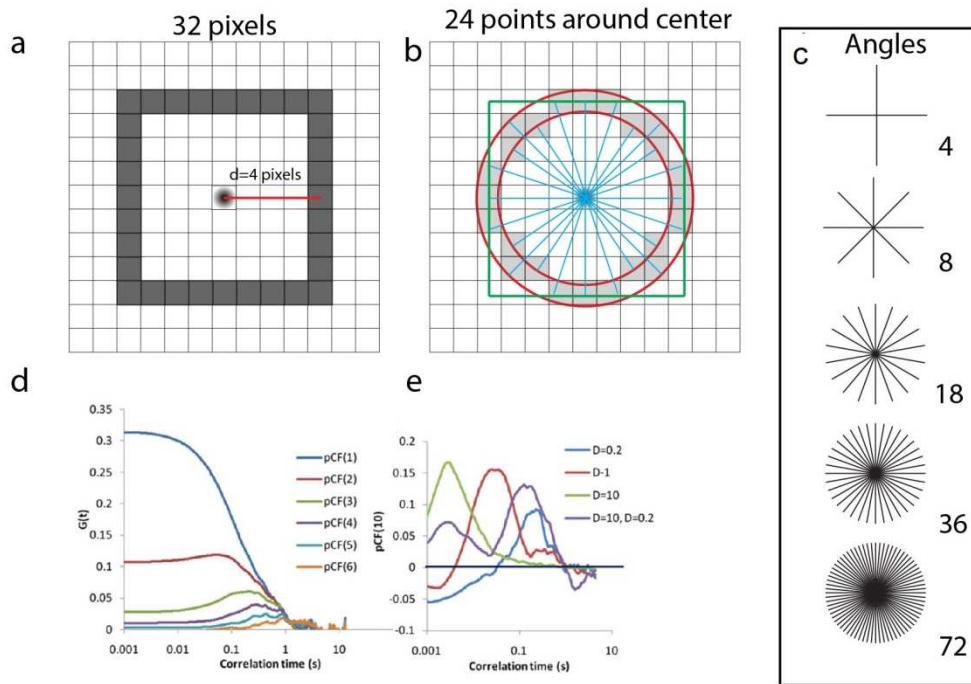 a
32 pixels
d=4 pixels
b
24 points around center
c
Angles
4
8
18
36
72
d
G(t)
0.35
0.3
0.25
0.2
0.15
0.1
0.05
0
0.001
0.01
0.1
1
10
Correlation time (s)
pCF(1)
pCF(2)
pCF(3)
pCF(4)
pCF(5)
pCF(6)
e
pCF(10)
0.2
0.15
0.1
0.05
0
-0.05
-0.1
0.001
0.1
10
Correlation time (s)
D=0.2
D-1
D=10
D=10, D=0.2